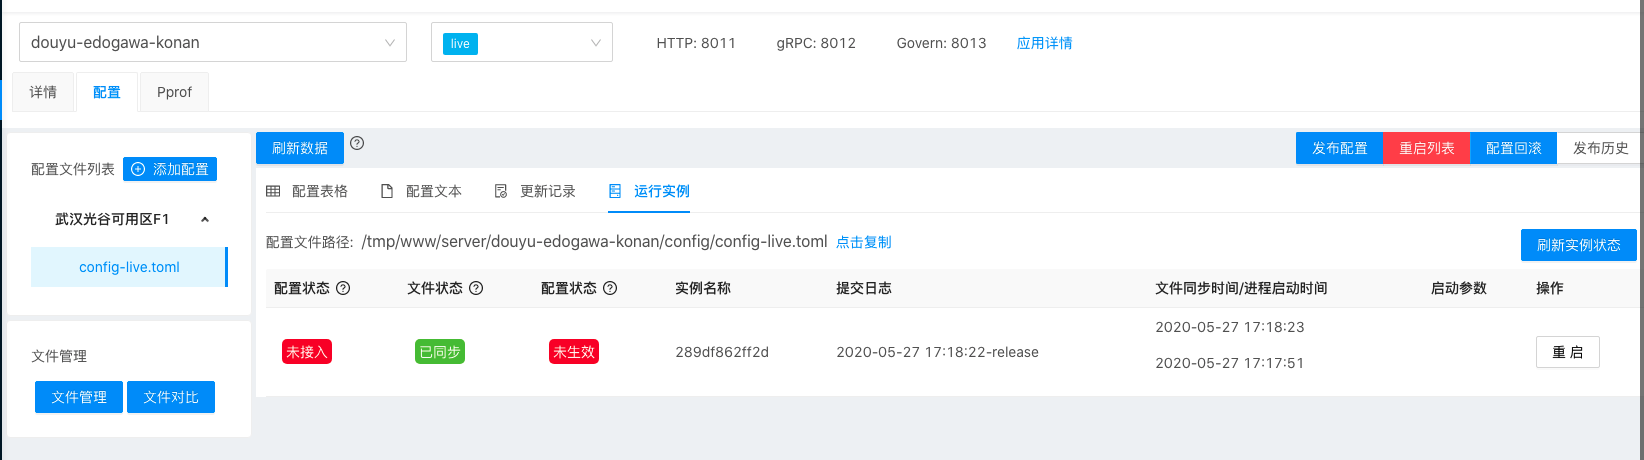 douyu-edogawa-konan
live
HTTP: 8011
gRPC: 8012
Govern: 8013
应用详情
详情
配置
Pprof
配置文件列表
添加配置
武汉光谷可用区F1
config-live.toml
文件管理
文件管理
文件对比
刷新数据
发布配置
重启列表
配置回滚
发布历史
配置表格
配置文本
更新记录
运行实例
配置文件路径: /tmp/www/server/douyu-edogawa-konan/config/config-live.toml 点击复制
刷新实例状态
配置状态 文件状态 配置状态 实例名称 提交日志 文件同步时间/进程启动时间 启动参数 操作
未接入 已同步 未生效 289df862ff2d 2020-05-27 17:18:22-release
2020-05-27 17:18:23
2020-05-27 17:17:51
重 启